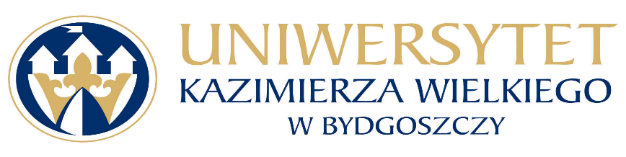 UNIWERSYTET
KAZIMIERZA WIELKIEGO
W BYDGOSZCZY